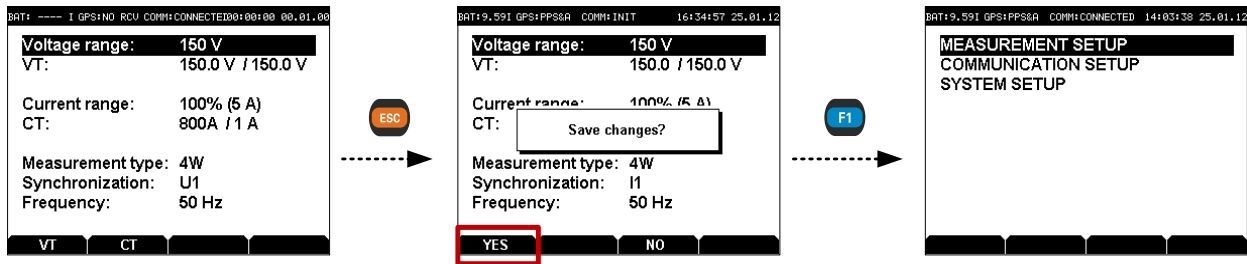 BAT: ---- I GPS:NO RCV COMM:CONNECTED00:00:00 00.01.00
Voltage range: 150 V
VT: 150.0 V / 150.0 V
Current range: 100% (5 A)
CT: 800A / 1 A
Measurement type: 4W
Synchronization: U1
Frequency: 50 Hz
VT CT
ESC
BAT:9.59I GPS:PPS&A COMM:INIT 16:34:57 25.01.12
Voltage range: 150 V
VT: 150.0 / 150.0 V
Current range: 100% (5 A)
CT:
Save changes?
Measurement type: 4W
Synchronization: I1
Frequency: 50 Hz
YES NO
F1
BAT:9.59I GPS:PPS&A COMM:CONNECTED 14:03:38 25.01.12
MEASUREMENT SETUP
COMMUNICATION SETUP
SYSTEM SETUP